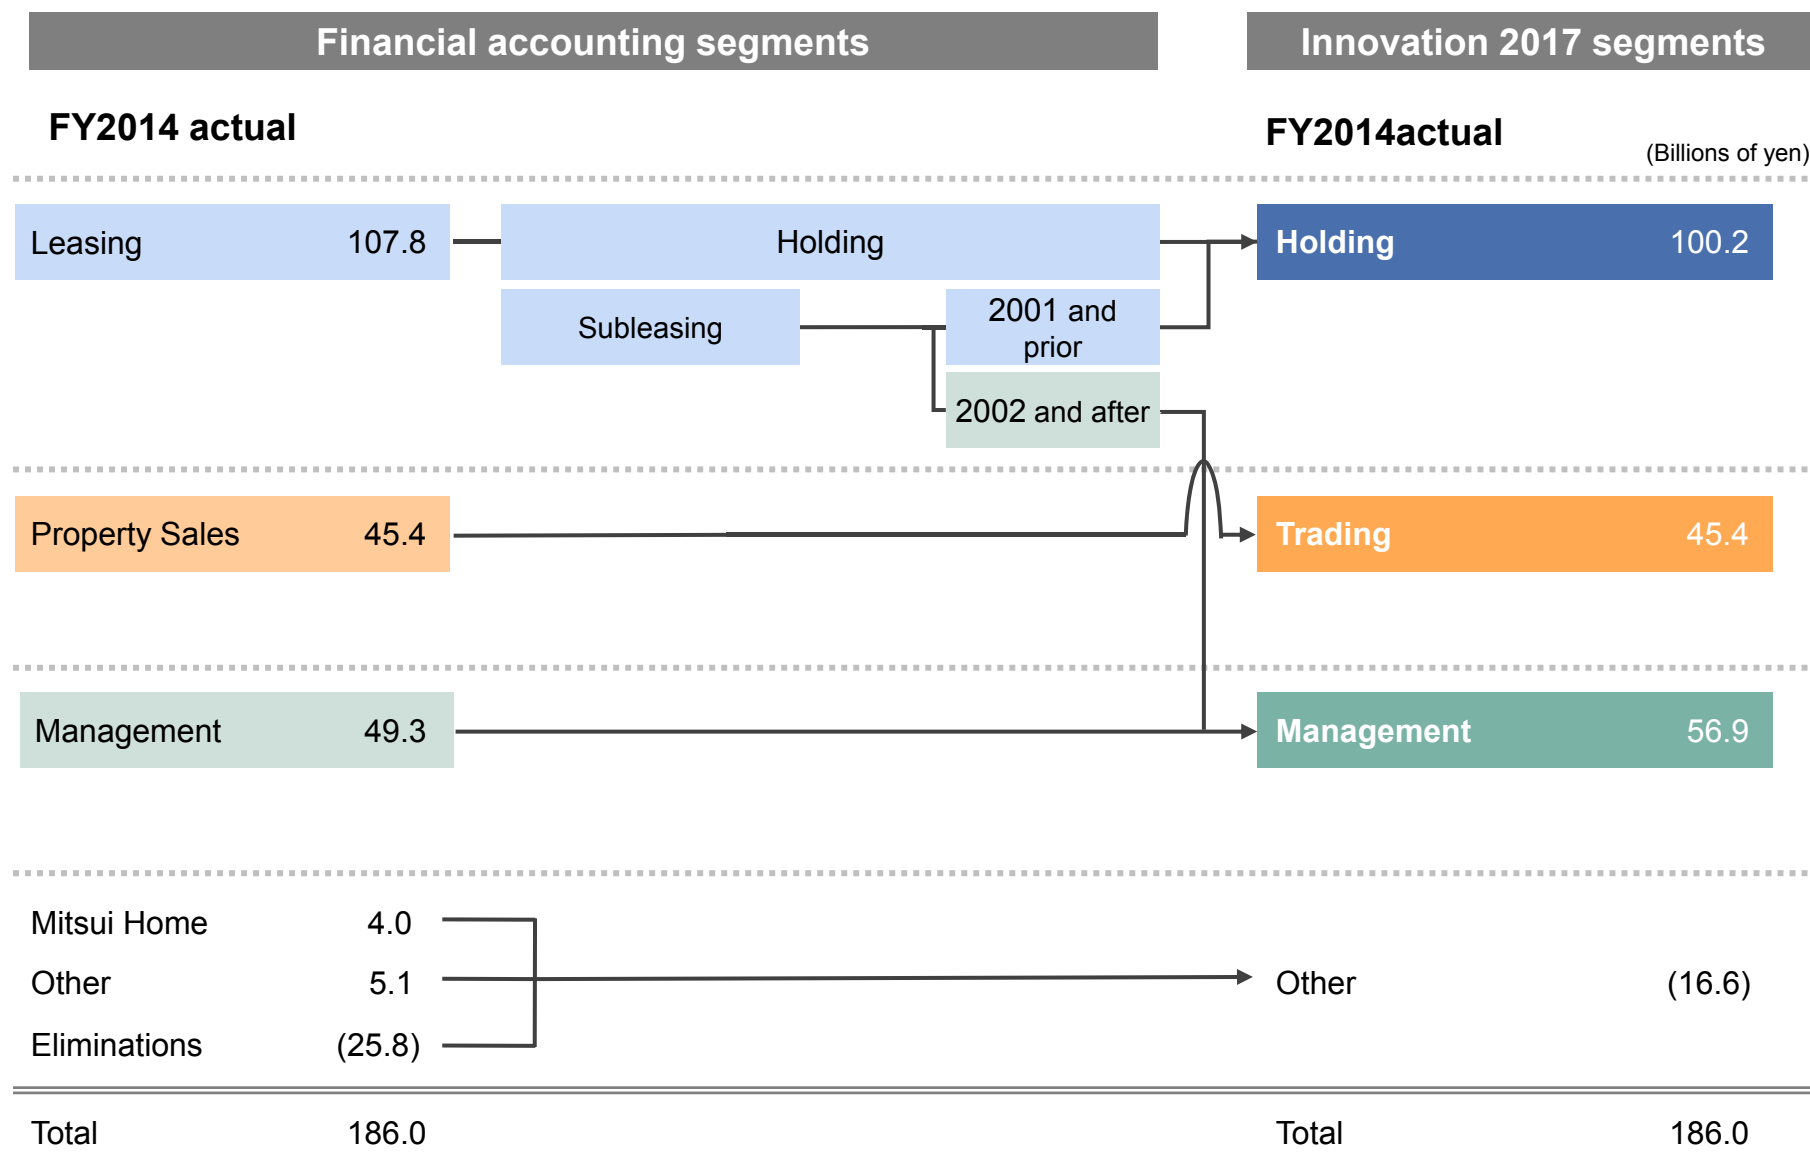 Financial accounting segments
Innovation 2017 segments
FY2014 actual
FY2014actual
(Billions of yen)
Leasing 107.8
Holding
Holding 100.2
Subleasing
2001 and
prior
2002 and after
Property Sales 45.4
Trading 45.4
Management 49.3
Management 56.9
Mitsui Home 4.0
Other 5.1
Other (16.6)
Eliminations (25.8)
Total 186.0
Total 186.0